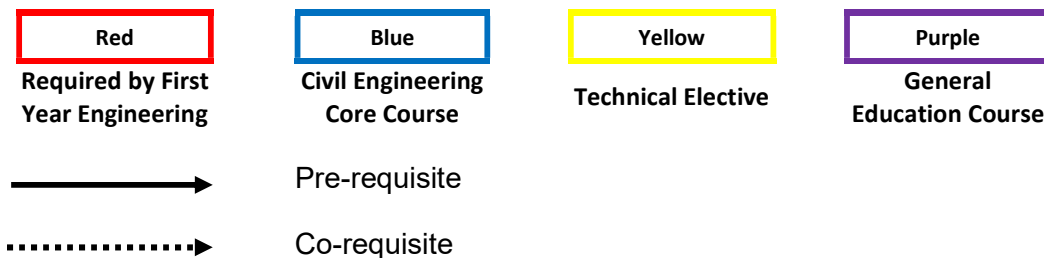 Red
Blue
Yellow
Purple
Required by First
Year Engineering
Civil Engineering
Core Course
Technical Elective
General
Education Course
Pre-requisite
Co-requisite